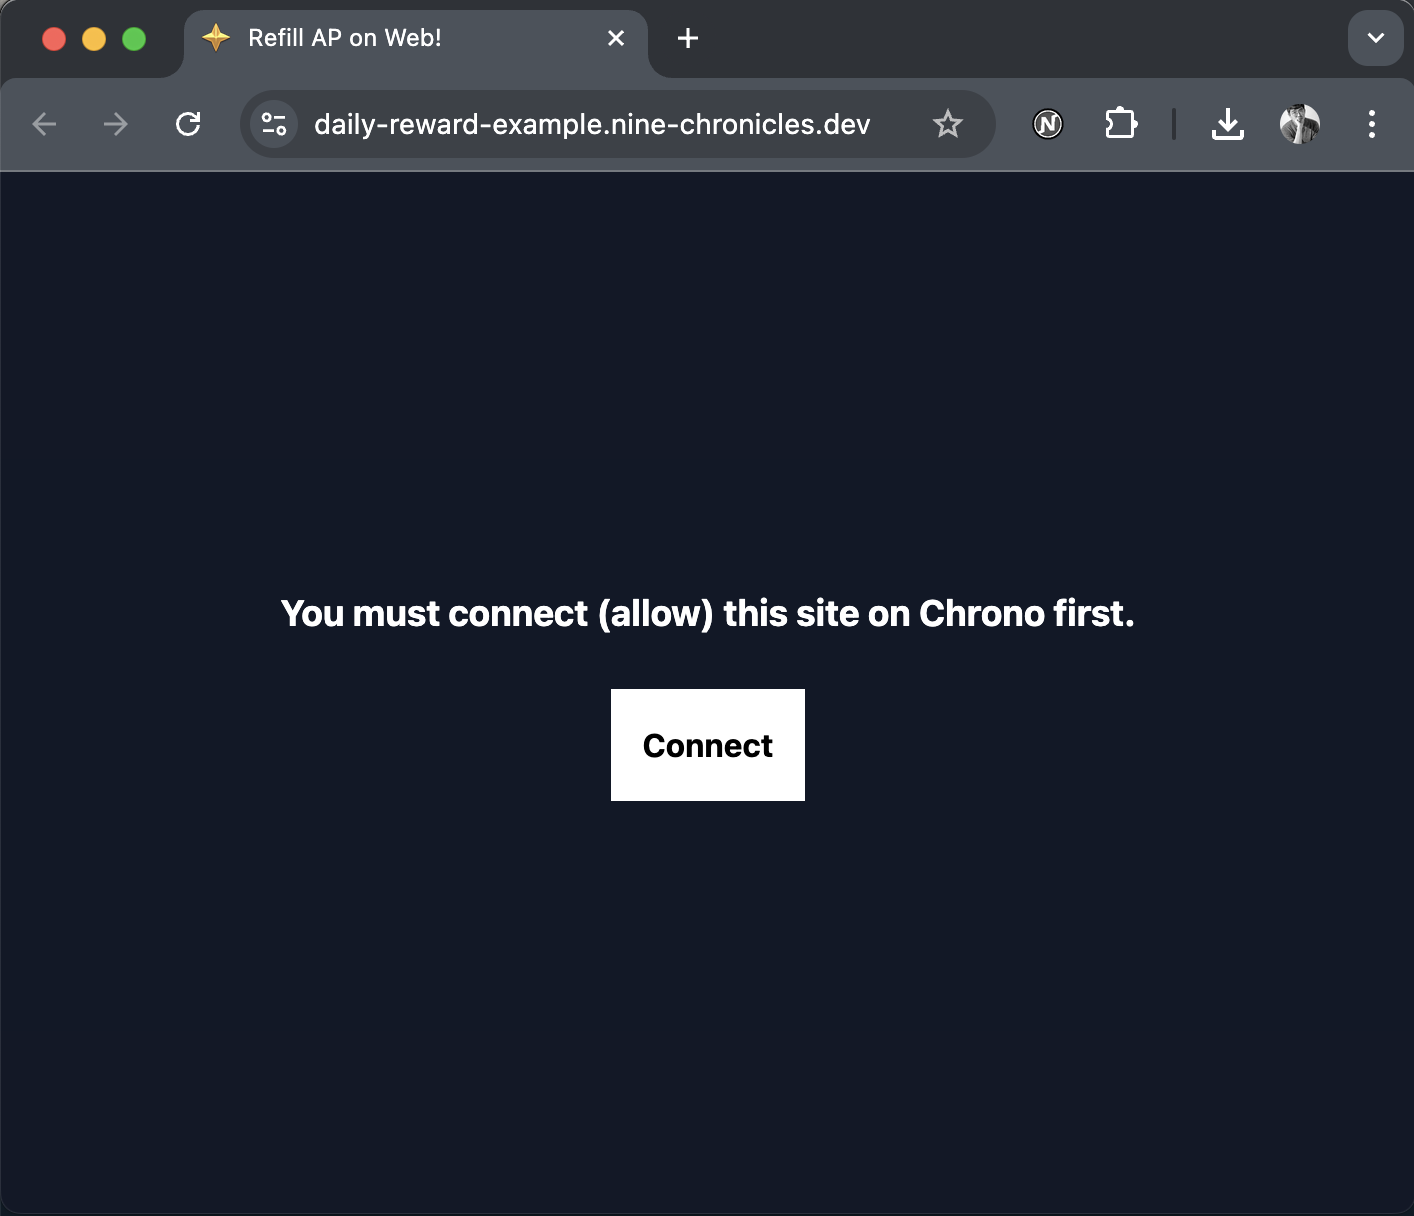 Refill AP on Web!
daily-reward-example.nine-chronicles.dev
N
You must connect (allow) this site on Chrono first.
Connect